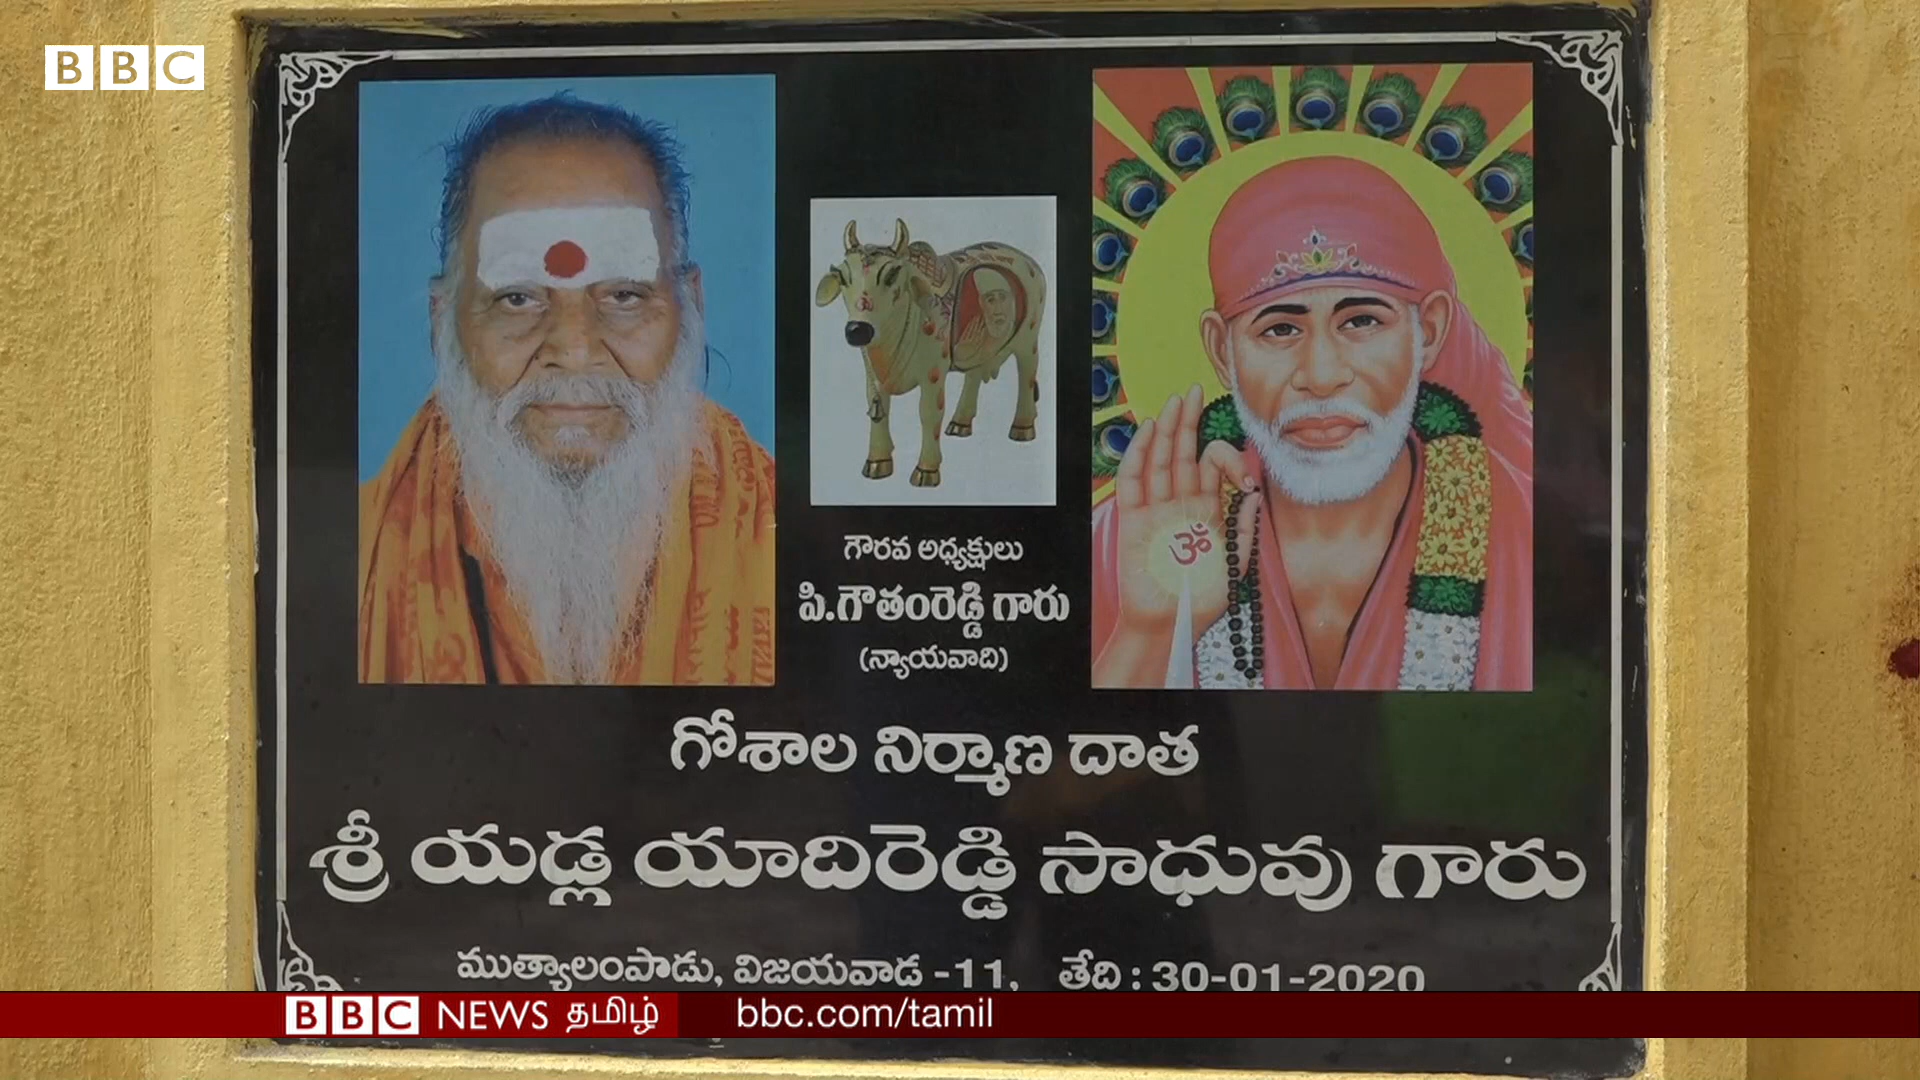 BBC
గౌరవ అధ్యక్షులు
పి.గౌతంరెడ్డి గారు
(న్యాయవాది)
ॐ
గోశాల నిర్మాణ దాత
శ్రీ యడ్ల యాదిరెడ్డి సాధువు గారు
ముత్యాలంపాడు, విజయవాడ -11, తేది : 30-01-2020
BBC NEWS தமிழ் bbc.com/tamil